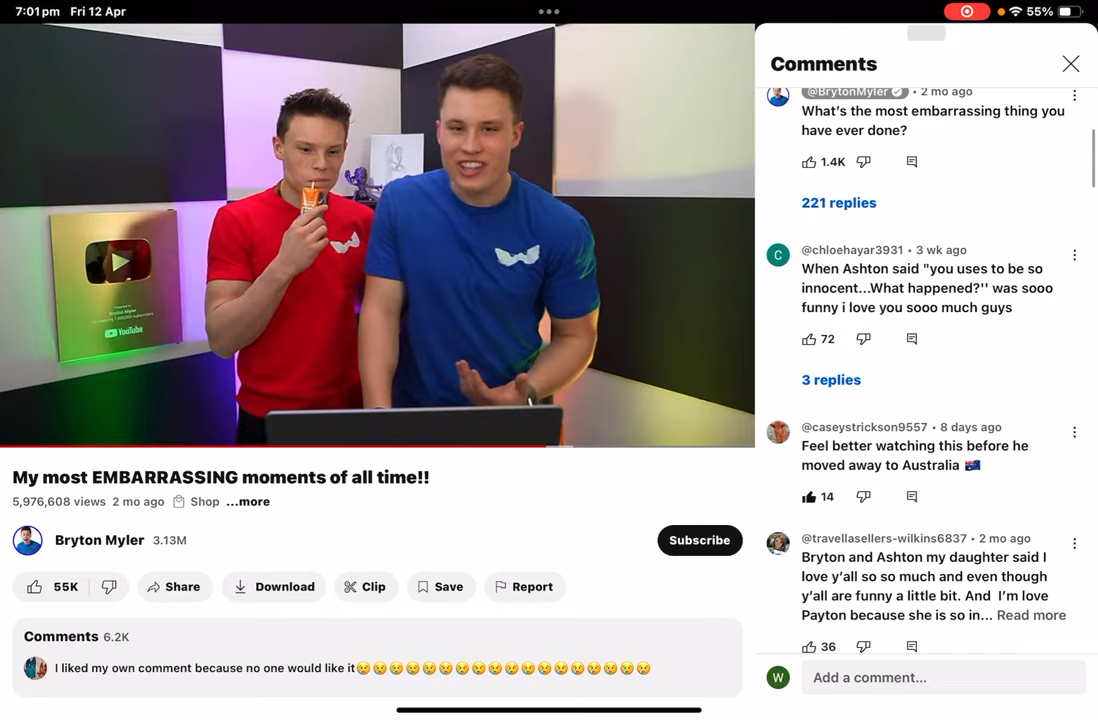 7:01pm Fri 12 Apr
55%
Bryton Myler
YouTube
My most EMBARRASSING moments of all time!!
5,976,608 views 2 mo ago Shop ...more
Bryton Myler 3.13M
Subscribe
55K Share Download Clip Save Report
Comments 6.2K
I liked my own comment because no one would like it😢😢😢😢😢😢😢😢😢😢😢😢😢😢😢😢😢😢
Comments
@BrytonMyler • 2 mo ago
What's the most embarrassing thing you
have ever done?
1.4K
221 replies
C
@chloehayar3931 • 3 wk ago
When Ashton said "you uses to be so
innocent...What happened?'' was sooo
funny i love you sooo much guys
72
3 replies
@caseystrickson9557 • 8 days ago
Feel better watching this before he
moved away to Australia 🇦🇺
14
@travellasellers-wilkins6837 • 2 mo ago
Bryton and Ashton my daughter said I
love y'all so so much and even though
y'all are funny a little bit. And I'm love
Payton because she is so in... Read more
36
W
Add a comment...